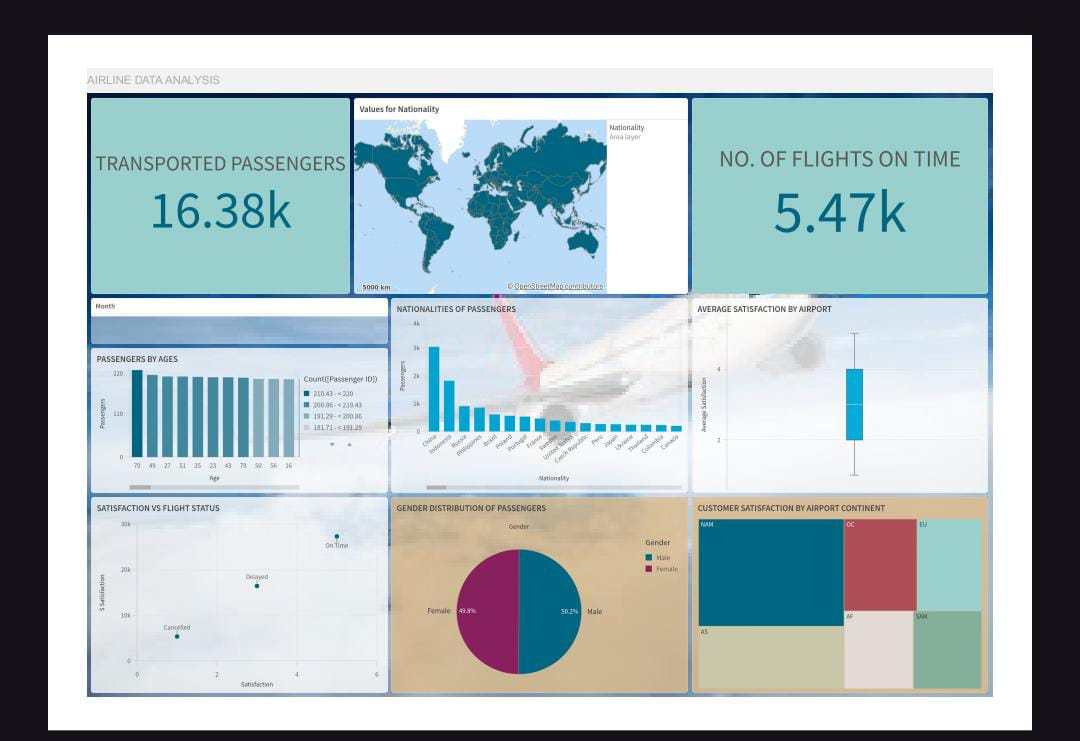 AIRLINE DATA ANALYSIS
TRANSPORTED PASSENGERS
16.38k
Values for Nationality
Nationality
Area layer
5000 km
© OpenStreetMap contributors
NO. OF FLIGHTS ON TIME
5.47k
Month
PASSENGERS BY AGES
Passengers
220
110
0
70 49 27 51 25 23 43 79 50 56 16
Age
Count([Passenger ID])
210.43 - < 220
200.86 - < 210.43
191.29 - < 200.86
181.71 - < 191.29
NATIONALITIES OF PASSENGERS
Passengers
4k
3k
2k
1k
0
China
Indonesia
Russia
Philippines
Brazil
Poland
Portugal
France
Sweden
United States
Czech Republic
Peru
Japan
Ukraine
Thailand
Colombia
Canada
Nationality
AVERAGE SATISFACTION BY AIRPORT
Average Satisfaction
4
2
SATISFACTION VS FLIGHT STATUS
S Satisfaction
30k
20k
10k
0
On Time
Delayed
Cancelled
0 2 4 6
Satisfaction
GENDER DISTRIBUTION OF PASSENGERS
Gender
Gender
Male
Female
Female 49.8%
50.2% Male
CUSTOMER SATISFACTION BY AIRPORT CONTINENT
NAM
OC
EU
AS
AF
SAM